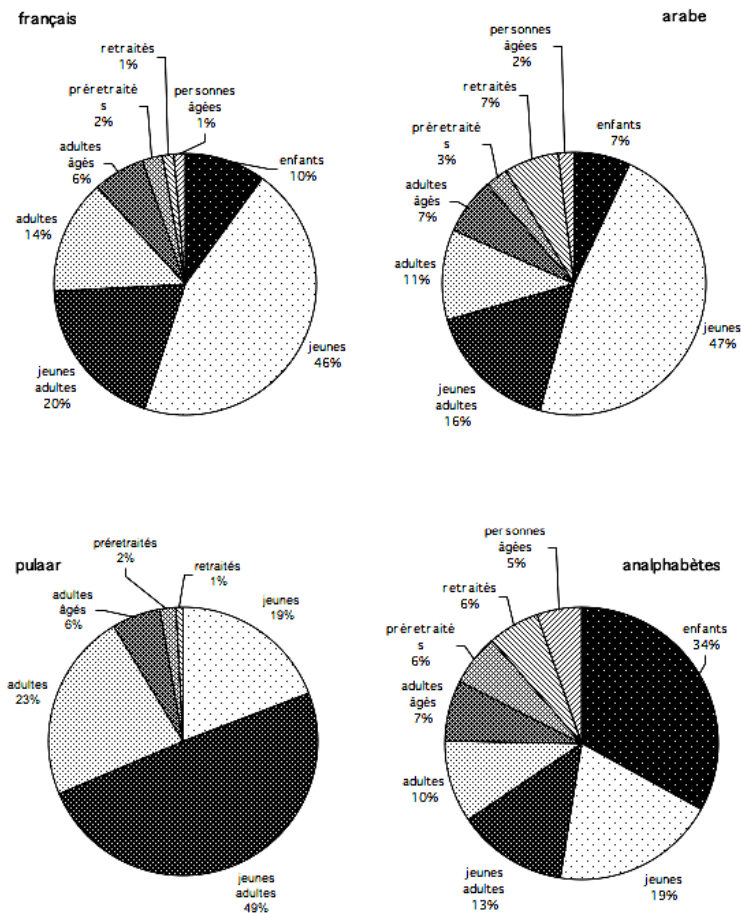 français
retraités
1%
préretraité
s
2%
personnes
âgées
1%
adultes
âgés
6%
enfants
10%
adultes
14%
jeunes
46%
jeunes
adultes
20%
arabe
personnes
âgées
2%
retraités
7%
préretraité
s
3%
enfants
7%
adultes
âgés
7%
adultes
11%
jeunes
47%
jeunes
adultes
16%
pulaar
préretraités
2%
retraités
1%
adultes
âgés
6%
jeunes
19%
adultes
23%
jeunes
adultes
49%
analphabètes
personnes
âgées
5%
retraités
6%
préretraité
s
6%
enfants
34%
adultes
âgés
7%
adultes
10%
jeunes
adultes
13%
jeunes
19%